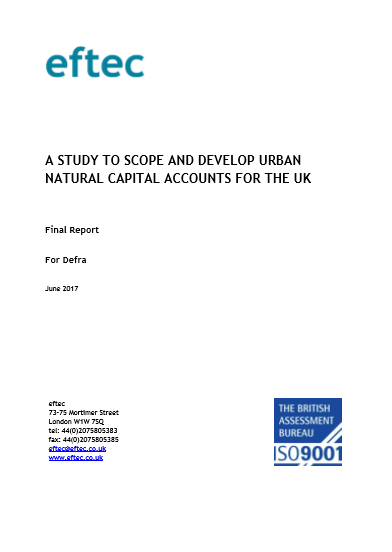 eftec
A STUDY TO SCOPE AND DEVELOP URBAN
NATURAL CAPITAL ACCOUNTS FOR THE UK
Final Report
For Defra
June 2017
eftec
73-75 Mortimer Street
London W1W 7SQ
tel: 44(0)2075805383
fax: 44(0)2075805385
eftec@eftec.co.uk
www.eftec.co.uk
THE BRITISH
ASSESSMENT
BUREAU
ISO9001